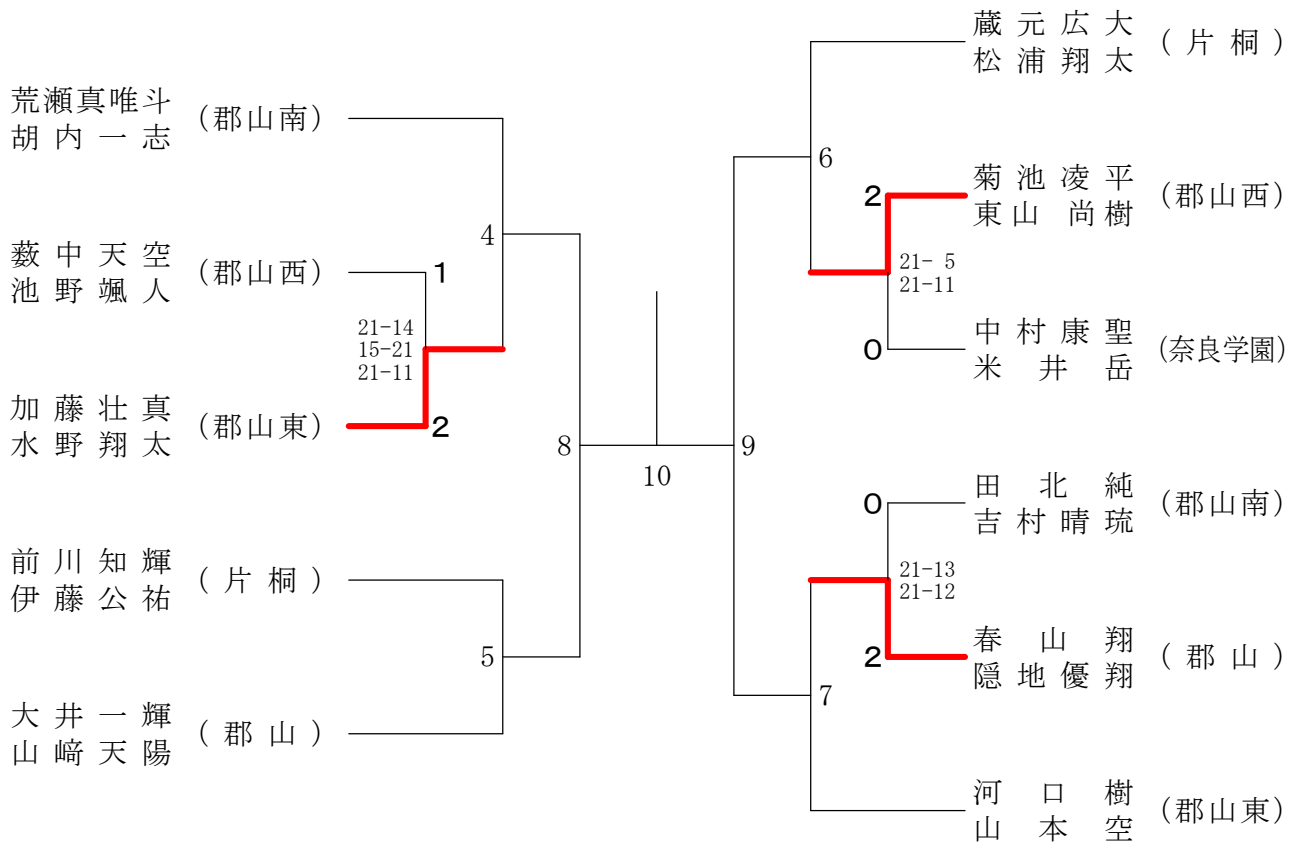 荒瀬真唯斗
胡内一志
(郡山南)
藪中天空
池野颯人
(郡山西)
1
21-14
15-21
21-11
加藤壮真
水野翔太
(郡山東)
2
4
前川知輝
伊藤公祐
(片桐)
5
大井一輝
山﨑天陽
(郡山)
8
10
9
蔵元広大
松浦翔太
(片桐)
6
菊池凌平
東山尚樹
(郡山西)
2
21- 5
21-11
中村康聖
米井岳
(奈良学園)
0
田北純
吉村晴琉
(郡山南)
0
21-13
21-12
春山翔
隠地優翔
(郡山)
2
7
河口樹
山本空
(郡山東)